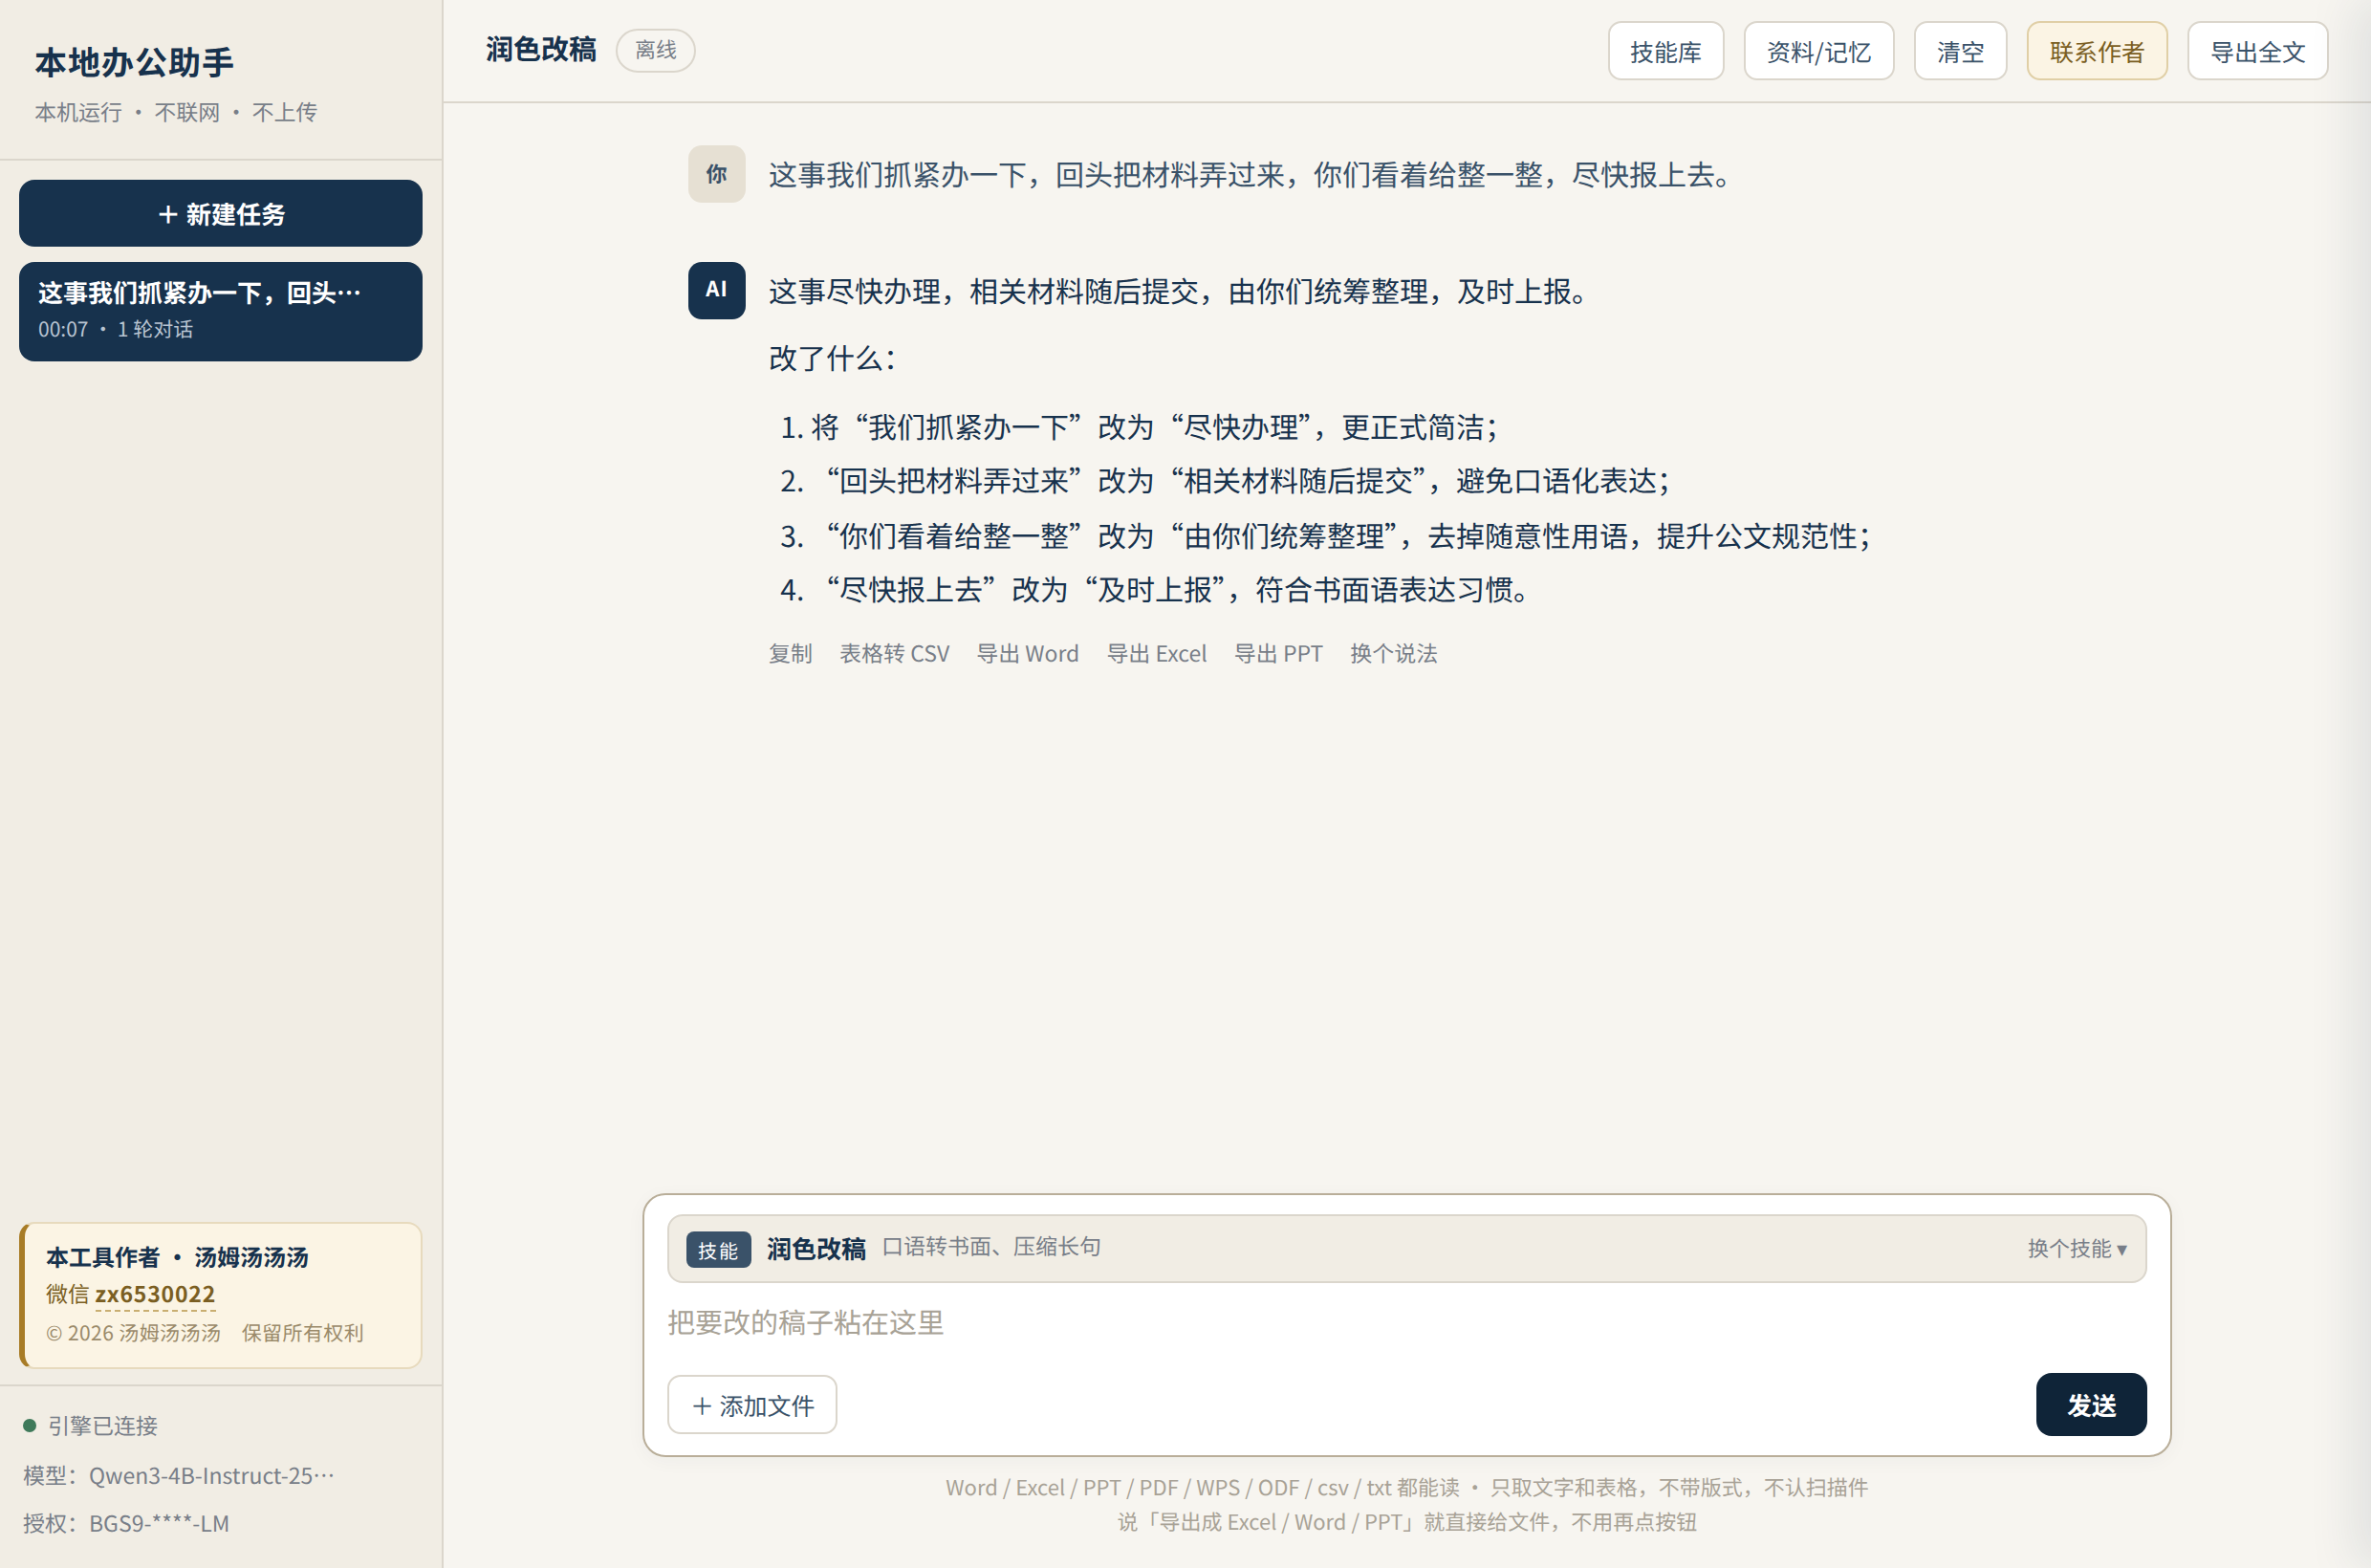 本地办公助手
本机运行 · 不联网 · 不上传
＋ 新建任务
这事我们抓紧办一下，回头…
00:07 · 1 轮对话
本工具作者 · 汤姆汤汤汤
微信 zx6530022
© 2026 汤姆汤汤汤　保留所有权利
引擎已连接
模型：Qwen3-4B-Instruct-25…
授权：BGS9-****-LM
润色改稿 离线 技能库 资料/记忆 清空 联系作者 导出全文
你 这事我们抓紧办一下，回头把材料弄过来，你们看着给整一整，尽快报上去。
AI 这事尽快办理，相关材料随后提交，由你们统筹整理，及时上报。
改了什么：
1. 将“我们抓紧办一下”改为“尽快办理”，更正式简洁；
2. “回头把材料弄过来”改为“相关材料随后提交”，避免口语化表达；
3. “你们看着给整一整”改为“由你们统筹整理”，去掉随意性用语，提升公文规范性；
4. “尽快报上去”改为“及时上报”，符合书面语表达习惯。
复制 表格转 CSV 导出 Word 导出 Excel 导出 PPT 换个说法
技能 润色改稿 口语转书面、压缩长句 换个技能 ▾
把要改的稿子粘在这里
＋ 添加文件 发送
Word / Excel / PPT / PDF / WPS / ODF / csv / txt 都能读 · 只取文字和表格，不带版式，不认扫描件
说「导出成 Excel / Word / PPT」就直接给文件，不用再点按钮